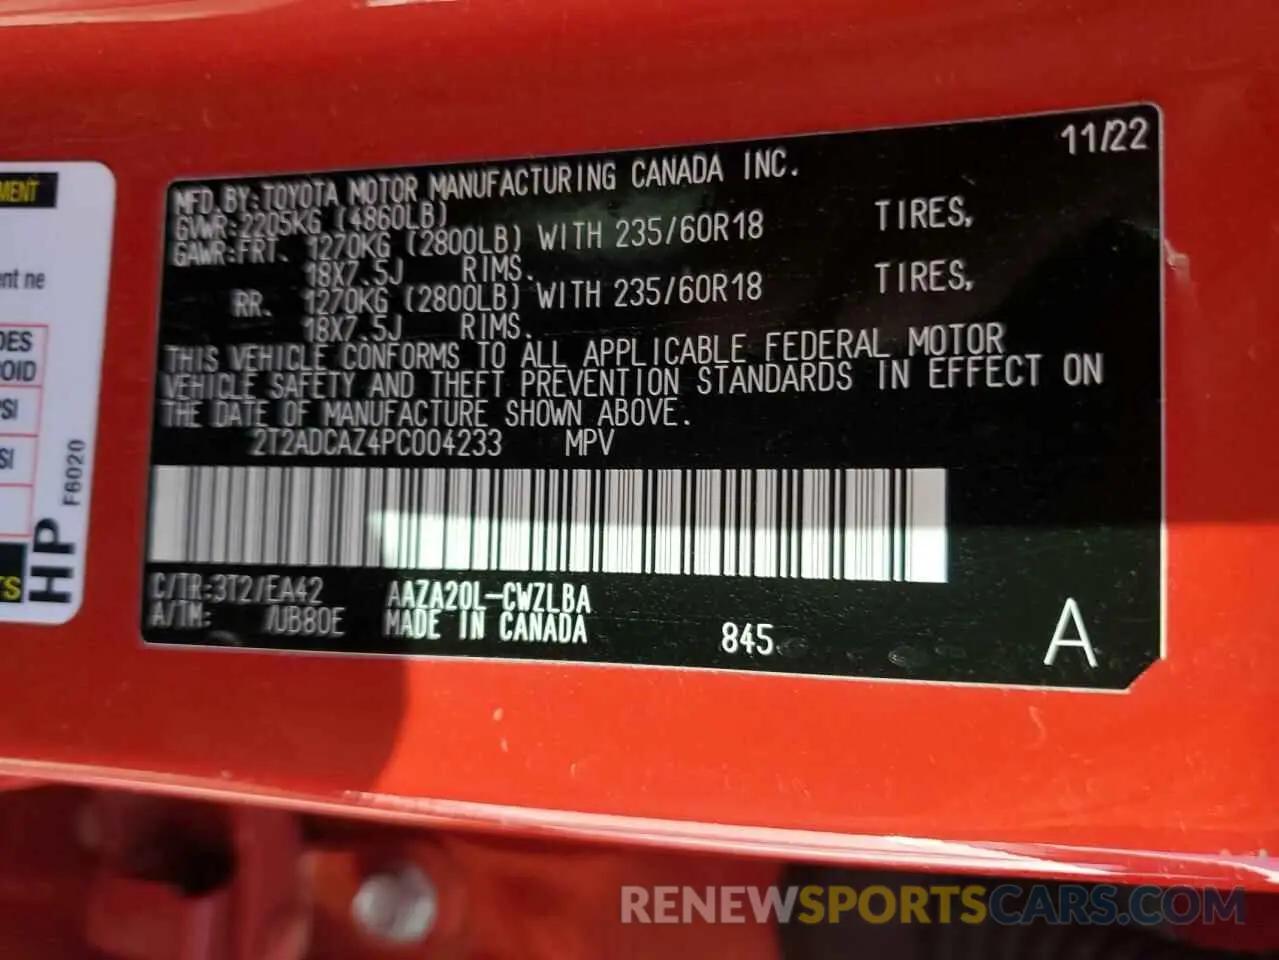 11/22
MFD.BY:TOYOTA MOTOR MANUFACTURING CANADA INC.
GVWR:2205KG (4860LB)
GAWR:FRT. 1270KG (2800LB) WITH 235/60R18 TIRES,
18X7.5J RIMS.
RR. 1270KG (2800LB) WITH 235/60R18 TIRES,
18X7.5J RIMS.
THIS VEHICLE CONFORMS TO ALL APPLICABLE FEDERAL MOTOR
VEHICLE SAFETY AND THEFT PREVENTION STANDARDS IN EFFECT ON
THE DATE OF MANUFACTURE SHOWN ABOVE.
2T2ADCAZ4PC004233 MPV
C/TR:3T2/EA42 AAZA20L-CWZLBA
A/TM: /UB80E MADE IN CANADA
845
A
HP F6020
RENEWSPORTSCARS.COM